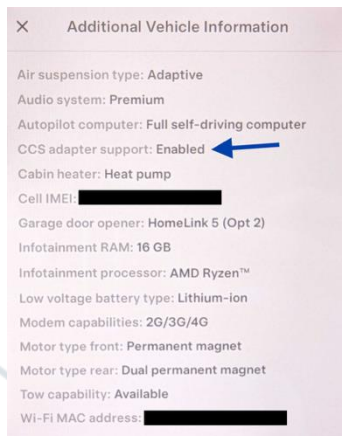 Additional Vehicle Information
Air suspension type: Adaptive
Audio system: Premium
Autopilot computer: Full self-driving computer
CCS adapter support: Enabled
Cabin heater: Heat pump
Cell IMEI:
Garage door opener: HomeLink 5 (Opt 2)
Infotainment RAM: 16 GB
Infotainment processor: AMD Ryzen™
Low voltage battery type: Lithium-ion
Modem capabilities: 2G/3G/4G
Motor type front: Permanent magnet
Motor type rear: Dual permanent magnet
Tow capability: Available
Wi-Fi MAC address: